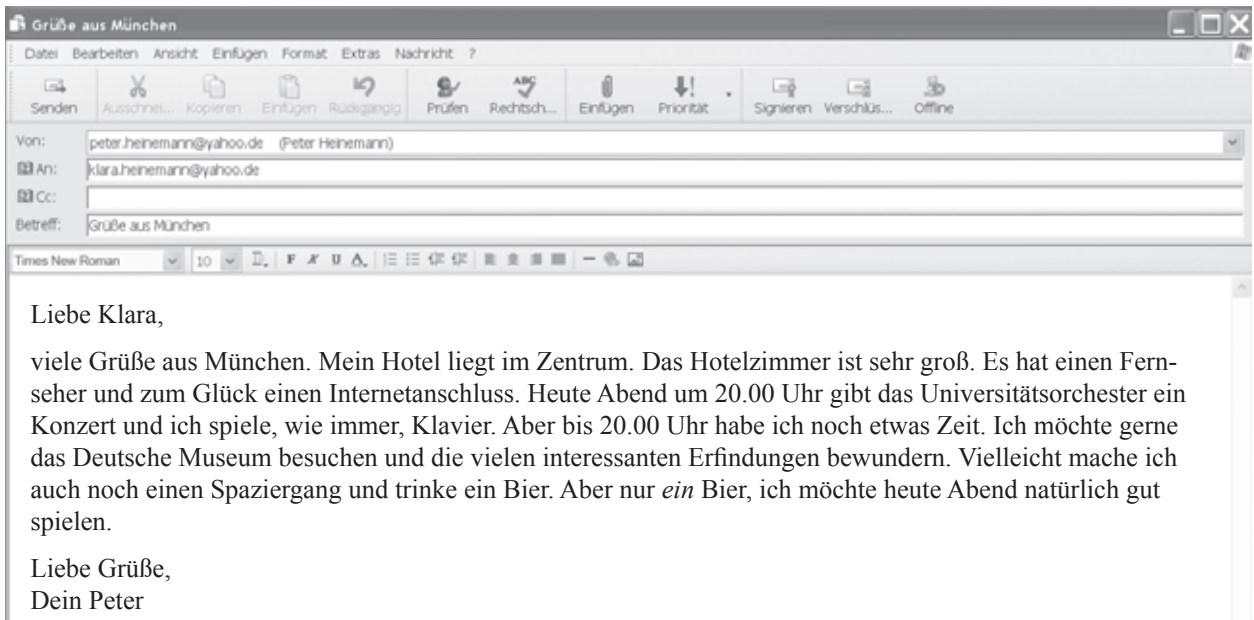 Grüße aus München
Datei Bearbeiten Ansicht Einfügen Format Extras Nachricht ?
Senden Ausschnei... Kopieren Einfügen Rückgängig Prüfen Rechtsch... Einfügen Priorität Signieren Verschlüs... Offline
Von: peter.heinemann@yahoo.de (Peter Heinemann)
An: klara.heinemann@yahoo.de
Cc:
Betreff: Grüße aus München
Times New Roman 10 F K U A
Liebe Klara,
viele Grüße aus München. Mein Hotel liegt im Zentrum. Das Hotelzimmer ist sehr groß. Es hat einen Fern-
seher und zum Glück einen Internetanschluss. Heute Abend um 20.00 Uhr gibt das Universitätsorchester ein
Konzert und ich spiele, wie immer, Klavier. Aber bis 20.00 Uhr habe ich noch etwas Zeit. Ich möchte gerne
das Deutsche Museum besuchen und die vielen interessanten Erfindungen bewundern. Vielleicht mache ich
auch noch einen Spaziergang und trinke ein Bier. Aber nur ein Bier, ich möchte heute Abend natürlich gut
spielen.
Liebe Grüße,
Dein Peter